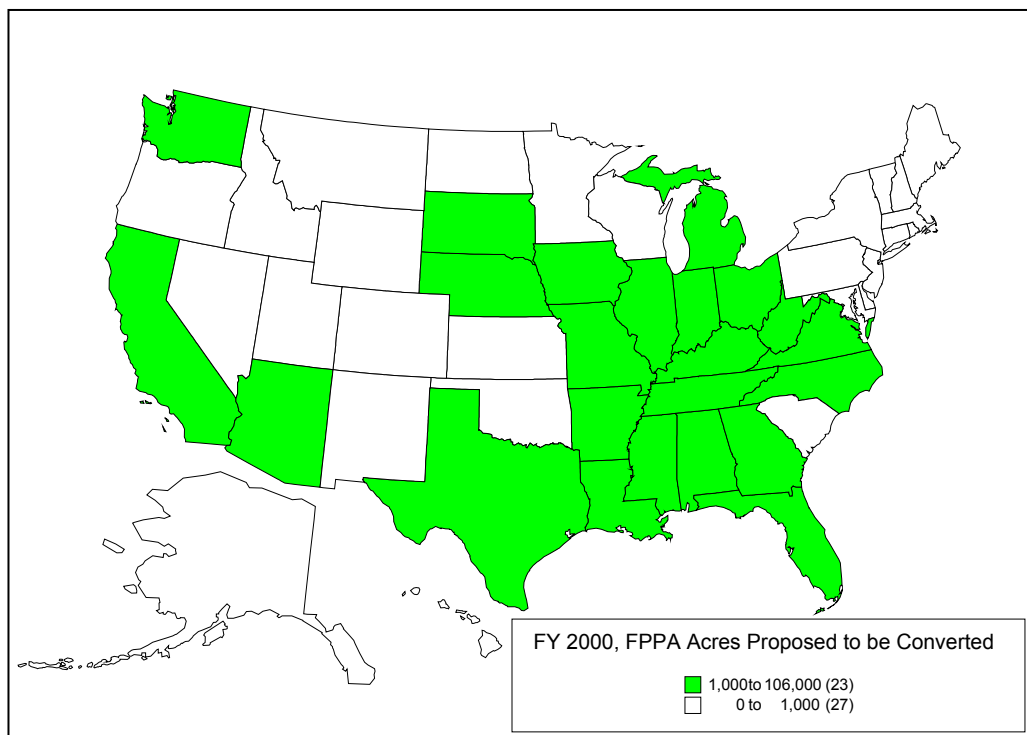 FY 2000, FPPA Acres Proposed to be Converted
1,000to 106,000 (23)
0 to 1,000 (27)